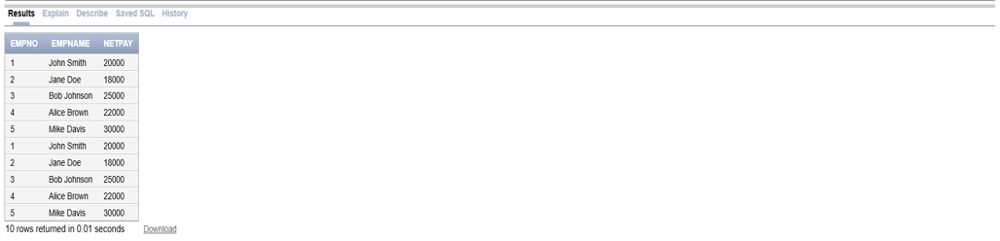 Results Explain Describe Saved SQL History
EMPNO EMPNAME NETPAY
1 John Smith 20000
2 Jane Doe 18000
3 Bob Johnson 25000
4 Alice Brown 22000
5 Mike Davis 30000
1 John Smith 20000
2 Jane Doe 18000
3 Bob Johnson 25000
4 Alice Brown 22000
5 Mike Davis 30000
10 rows returned in 0.01 seconds Download